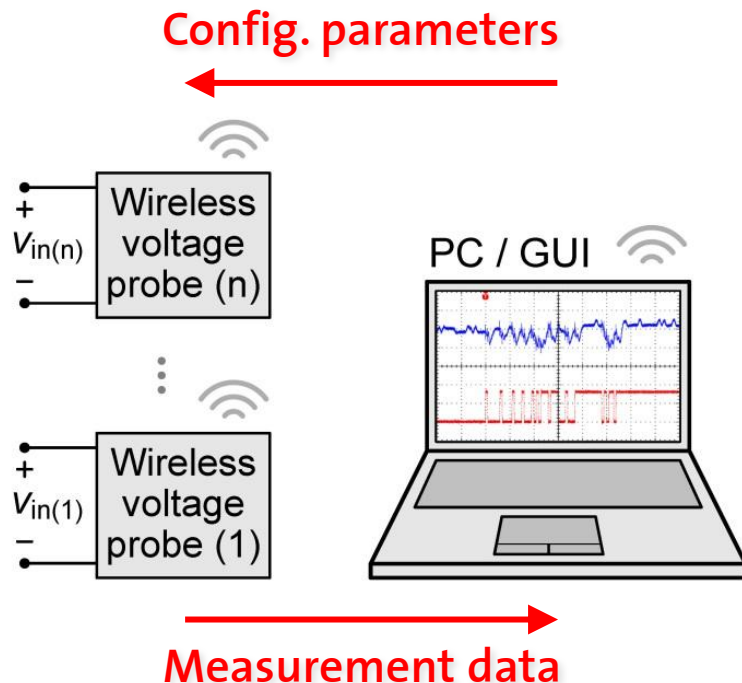 Config. parameters
Wireless
voltage
probe (n)
+
vin(n)
−
PC / GUI
Wireless
voltage
probe (1)
+
vin(1)
−
Measurement data